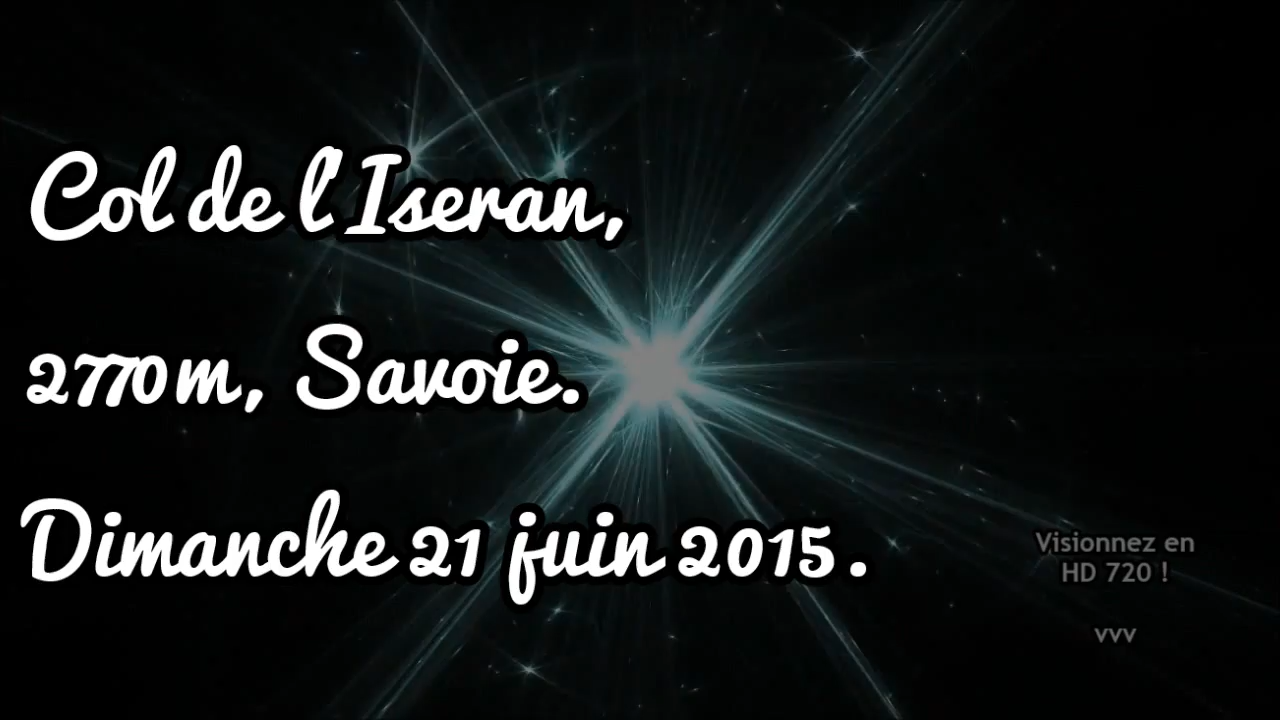 Col de l'Iseran,
2770m, Savoie.
Dimanche 21 juin 2015.
Visionnez en
HD 720 !
vvv